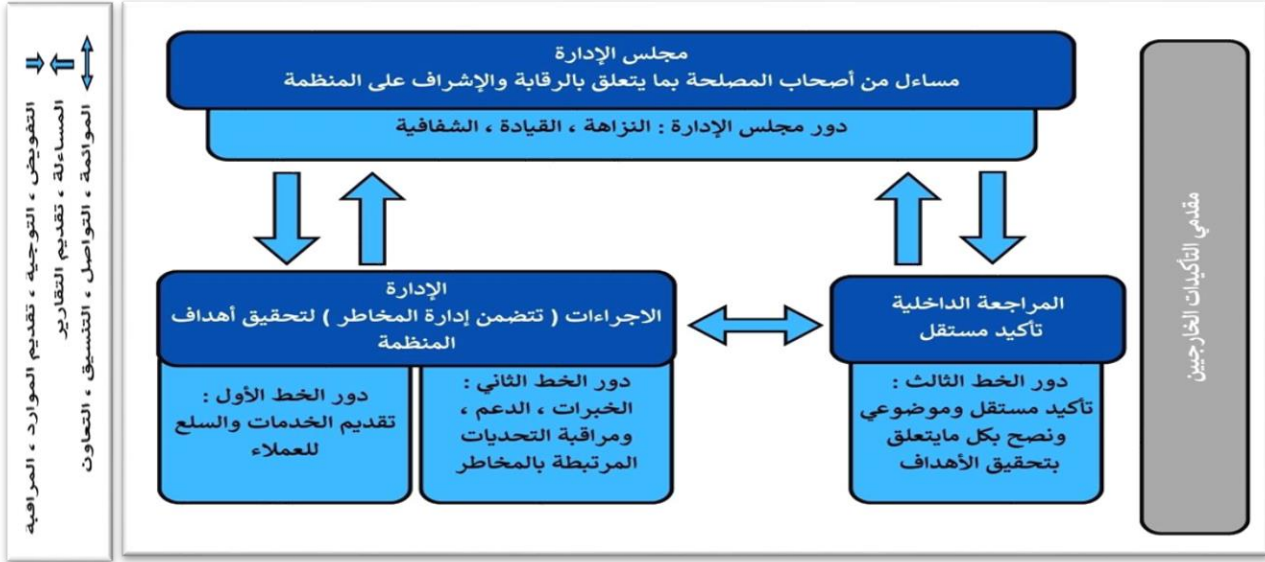 مجلس الإدارة
مساءل من أصحاب المصلحة بما يتعلق بالرقابة والإشراف على المنظمة
دور مجلس الإدارة : النزاهة ، القيادة ، الشفافية
مقدمي التأكيدات الخارجيين
المراجعة الداخلية
تأكيد مستقل
دور الخط الثالث :
تأكيد مستقل وموضوعي
ونصح بكل مايتعلق
بتحقيق الأهداف
الإدارة
الاجراءات ( تتضمن إدارة المخاطر ) لتحقيق أهداف
المنظمة
دور الخط الثاني :
الخبرات ، الدعم ،
ومراقبة التحديات
المرتبطة بالمخاطر
دور الخط الأول :
تقديم الخدمات والسلع
للعملاء
الموائمة ، التواصل ، التنسيق ، التعاون
المساءلة ، تقديم التقارير
التفويض ، التوجية ، تقديم الموارد ، المراقبة